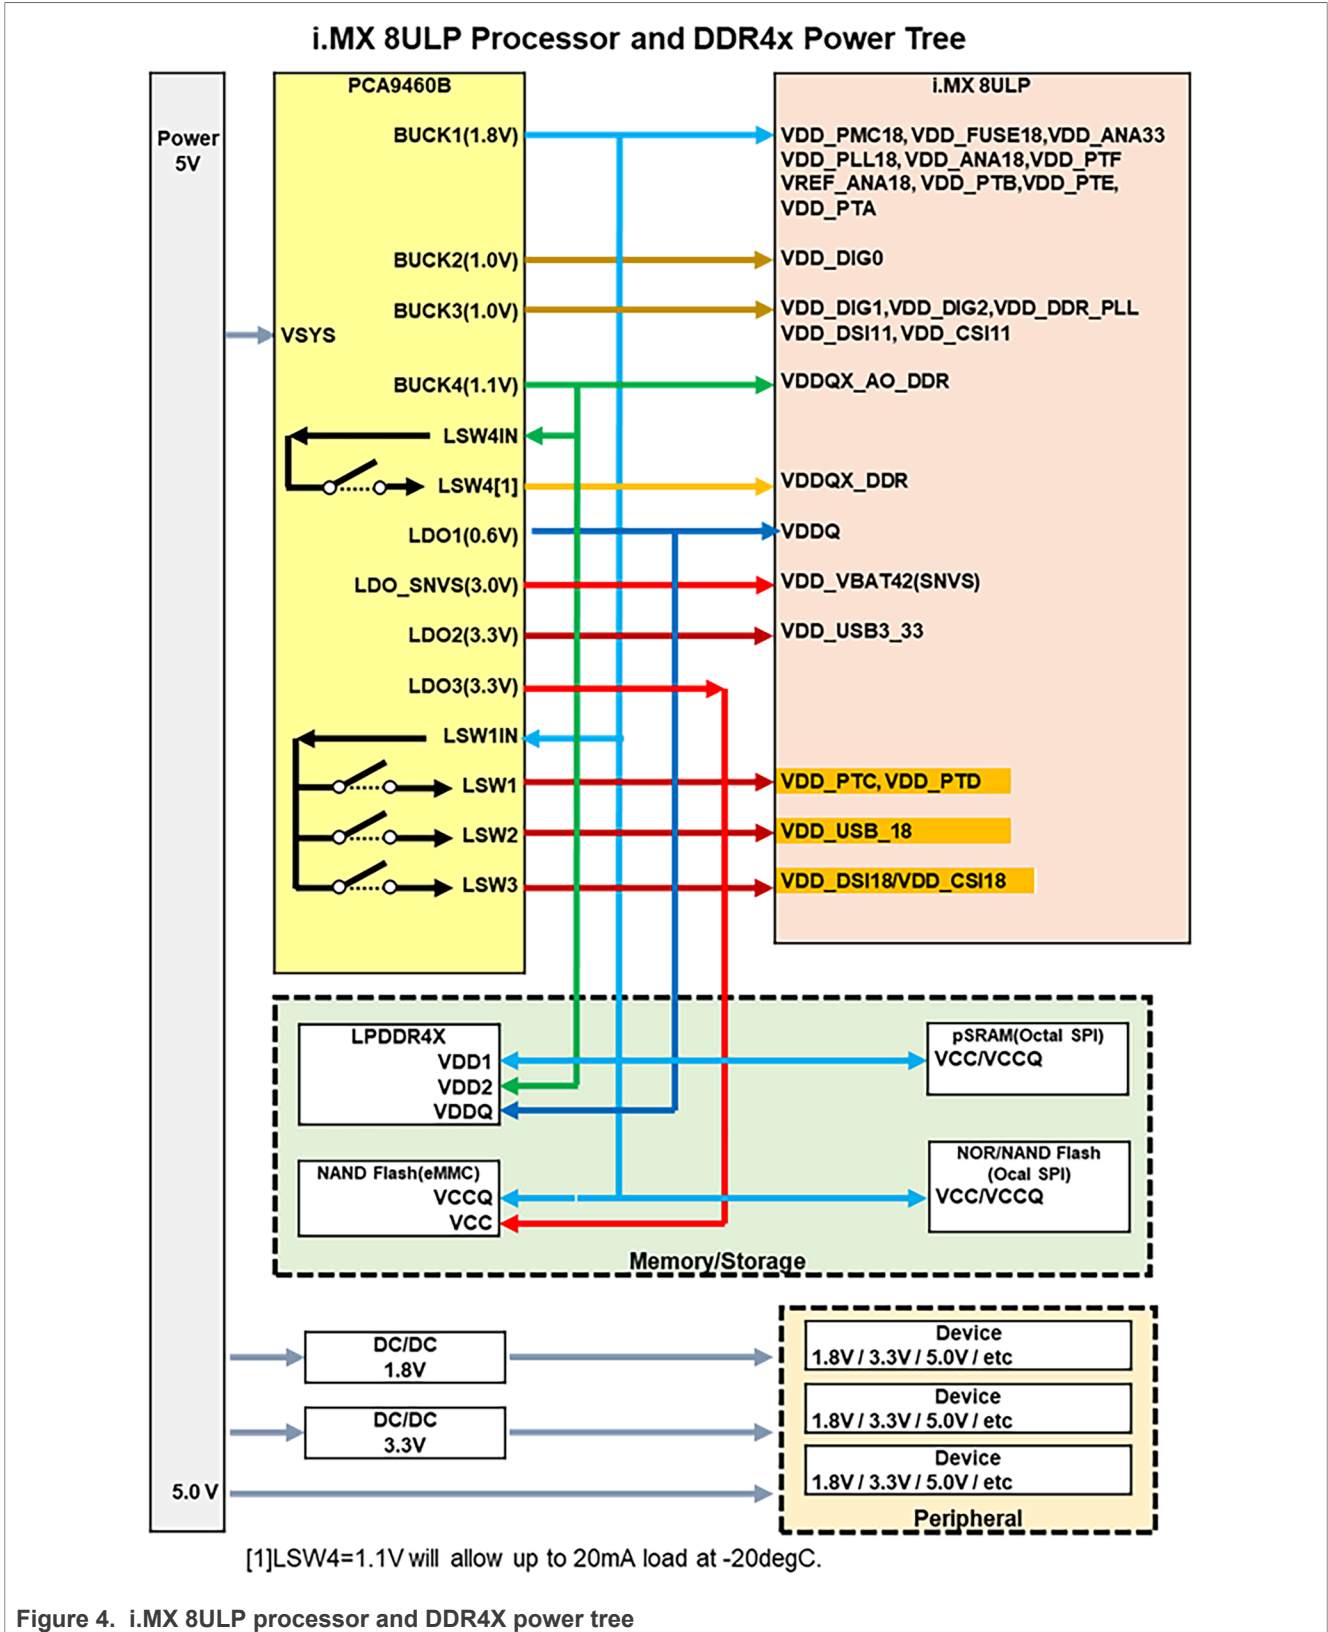 i.MX 8ULP Processor and DDR4x Power Tree
Power
5V
5.0 V
PCA9460B
BUCK1(1.8V)
BUCK2(1.0V)
BUCK3(1.0V)
VSYS
BUCK4(1.1V)
LSW4IN
LSW4[1]
LDO1(0.6V)
LDO_SNVS(3.0V)
LDO2(3.3V)
LDO3(3.3V)
LSW1IN
LSW1
LSW2
LSW3
i.MX 8ULP
VDD_PMC18, VDD_FUSE18,VDD_ANA33
VDD_PLL18, VDD_ANA18,VDD_PTF
VREF_ANA18, VDD_PTB,VDD_PTE,
VDD_PTA
VDD_DIG0
VDD_DIG1,VDD_DIG2,VDD_DDR_PLL
VDD_DSI11, VDD_CSI11
VDDQX_AO_DDR
VDDQX_DDR
VDDQ
VDD_VBAT42(SNVS)
VDD_USB3_33
VDD_PTC, VDD_PTD
VDD_USB_18
VDD_DSI18/VDD_CSI18
LPDDR4X
VDD1
VDD2
VDDQ
pSRAM(Octal SPI)
VCC/VCCQ
NAND Flash(eMMC)
VCCQ
VCC
NOR/NAND Flash
(Ocal SPI)
VCC/VCCQ
Memory/Storage
DC/DC
1.8V
DC/DC
3.3V
Device
1.8V / 3.3V / 5.0V / etc
Device
1.8V / 3.3V / 5.0V / etc
Device
1.8V / 3.3V / 5.0V / etc
Peripheral
[1]LSW4=1.1V will allow up to 20mA load at -20degC.
Figure 4. i.MX 8ULP processor and DDR4X power tree